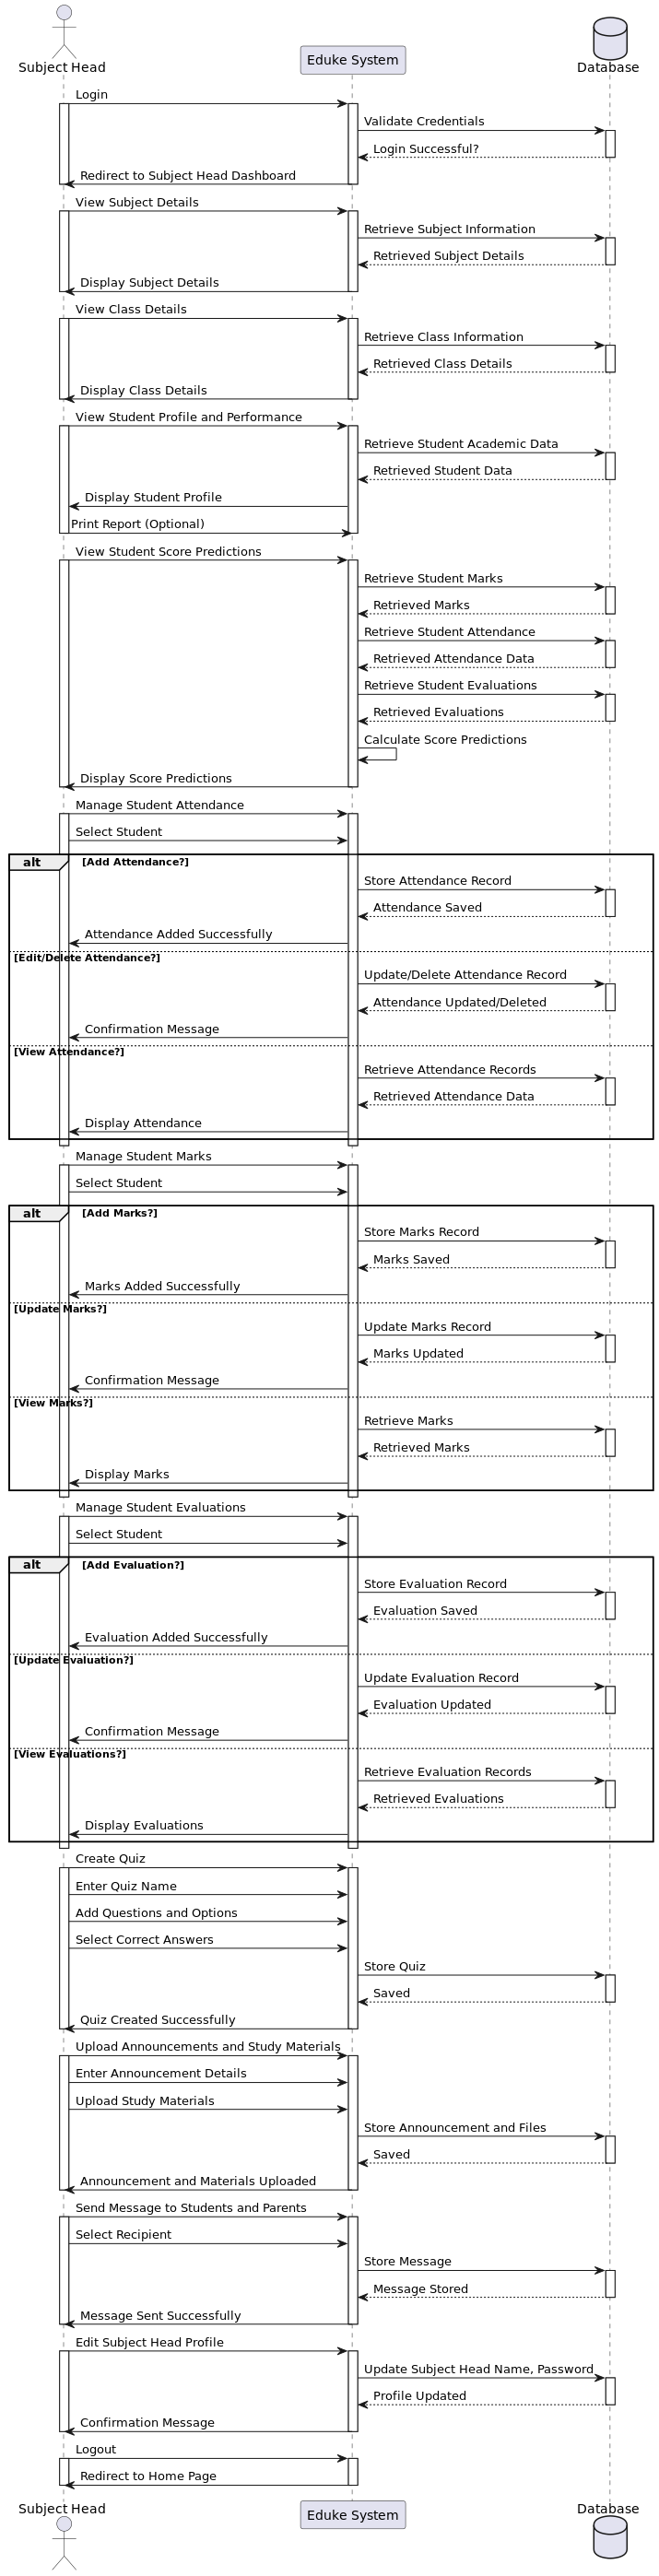 Subject Head
Eduke System
Database
Login
Validate Credentials
Login Successful?
Redirect to Subject Head Dashboard
View Subject Details
Retrieve Subject Information
Retrieved Subject Details
Display Subject Details
View Class Details
Retrieve Class Information
Retrieved Class Details
Display Class Details
View Student Profile and Performance
Retrieve Student Academic Data
Retrieved Student Data
Display Student Profile
Print Report (Optional)
View Student Score Predictions
Retrieve Student Marks
Retrieved Marks
Retrieve Student Attendance
Retrieved Attendance Data
Retrieve Student Evaluations
Retrieved Evaluations
Calculate Score Predictions
Display Score Predictions
Manage Student Attendance
Select Student
alt [Add Attendance?]
Store Attendance Record
Attendance Saved
Attendance Added Successfully
[Edit/Delete Attendance?]
Update/Delete Attendance Record
Attendance Updated/Deleted
Confirmation Message
[View Attendance?]
Retrieve Attendance Records
Retrieved Attendance Data
Display Attendance
Manage Student Marks
Select Student
alt [Add Marks?]
Store Marks Record
Marks Saved
Marks Added Successfully
[Update Marks?]
Update Marks Record
Marks Updated
Confirmation Message
[View Marks?]
Retrieve Marks
Retrieved Marks
Display Marks
Manage Student Evaluations
Select Student
alt [Add Evaluation?]
Store Evaluation Record
Evaluation Saved
Evaluation Added Successfully
[Update Evaluation?]
Update Evaluation Record
Evaluation Updated
Confirmation Message
[View Evaluations?]
Retrieve Evaluation Records
Retrieved Evaluations
Display Evaluations
Create Quiz
Enter Quiz Name
Add Questions and Options
Select Correct Answers
Store Quiz
Saved
Quiz Created Successfully
Upload Announcements and Study Materials
Enter Announcement Details
Upload Study Materials
Store Announcement and Files
Saved
Announcement and Materials Uploaded
Send Message to Students and Parents
Select Recipient
Store Message
Message Stored
Message Sent Successfully
Edit Subject Head Profile
Update Subject Head Name, Password
Profile Updated
Confirmation Message
Logout
Redirect to Home Page
Subject Head
Eduke System
Database